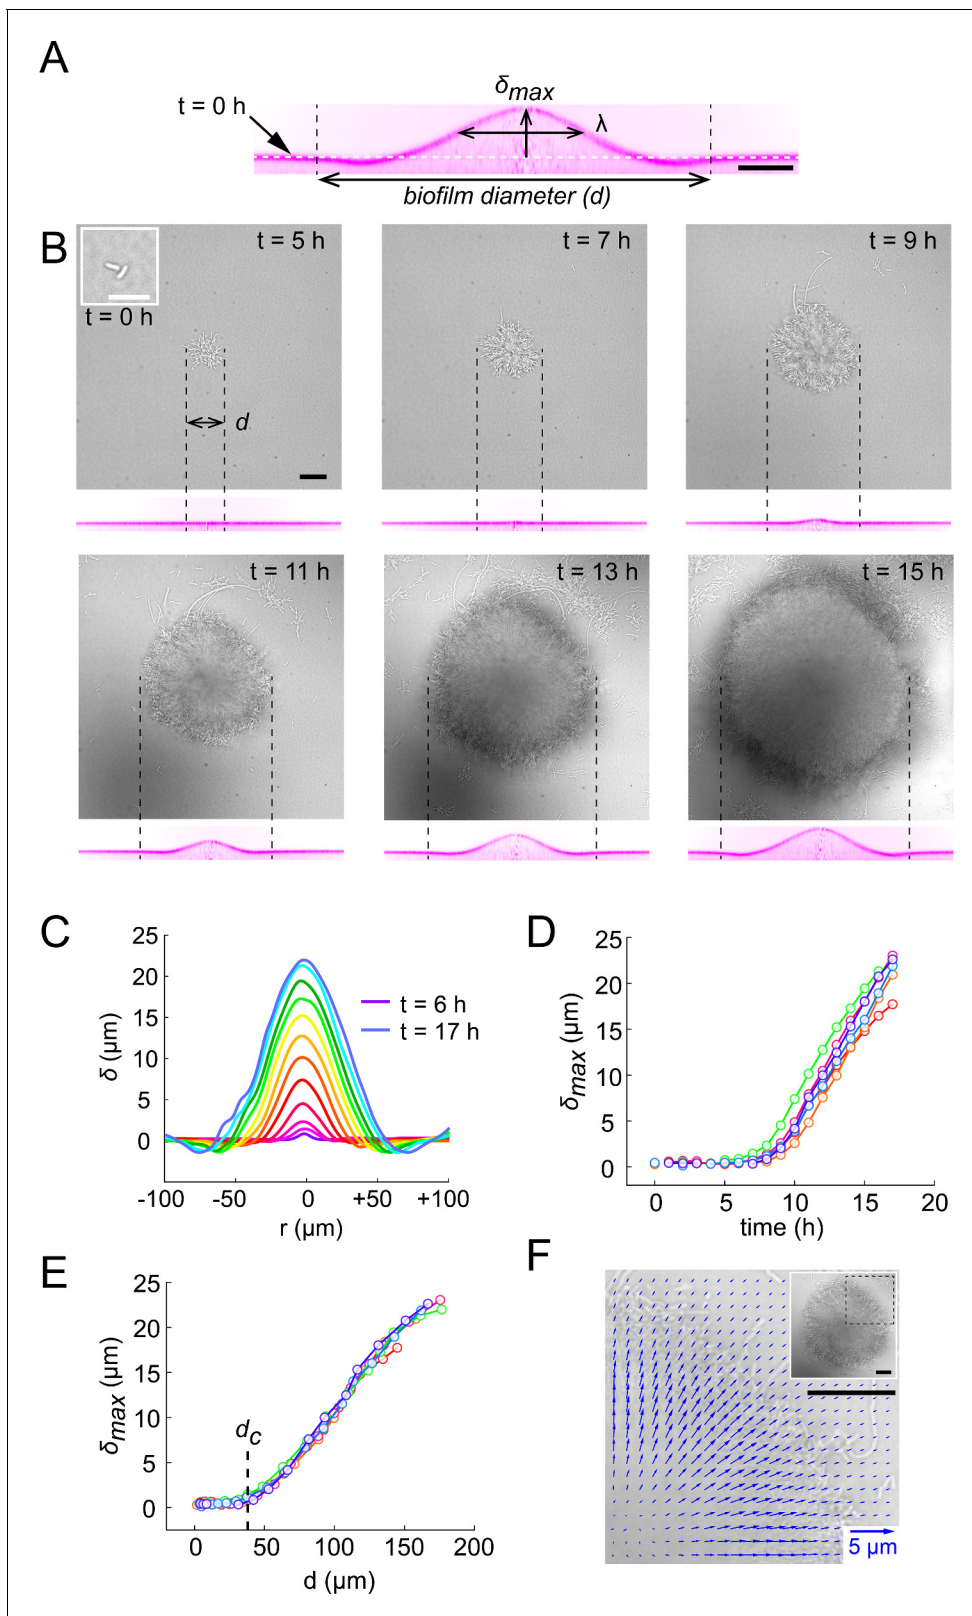 A
δmax
t = 0 h
λ
biofilm diameter (d)
B
t = 5 h
t = 7 h
t = 9 h
t = 0 h
d
t = 11 h
t = 13 h
t = 15 h
C
25
20
15
10
5
0
δ (µm)
t = 6 h
t = 17 h
-100
-50
0
+50
+100
r (µm)
D
25
20
15
10
5
0
δmax (µm)
0
5
10
15
20
time (h)
E
25
20
15
10
5
0
δmax (µm)
dc
0
50
100
150
200
d (µm)
F
5 µm